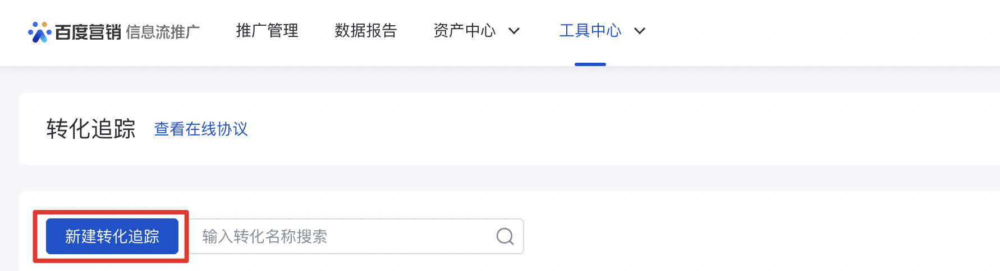 百度营销 信息流推广 推广管理 数据报告 资产中心 工具中心
转化追踪 查看在线协议
新建转化追踪 输入转化名称搜索